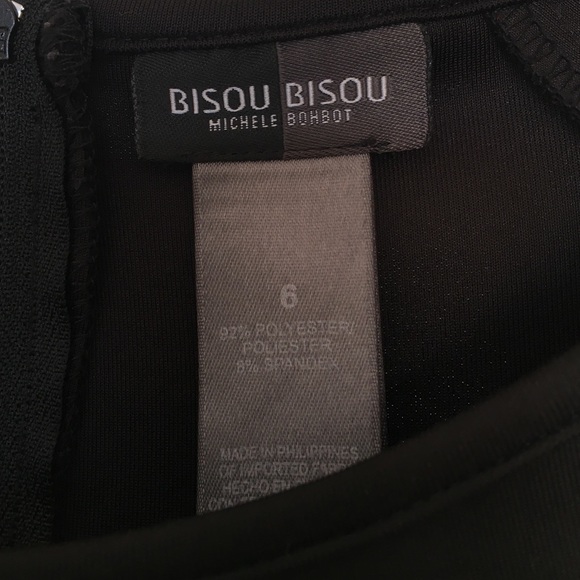 BISOU BISOU
MICHELE BOHBOT
6
92% POLYESTER/
POLIESTER
8% SPANDEX
MADE IN PHILIPPINES
OF IMPORTED
HECHO EN